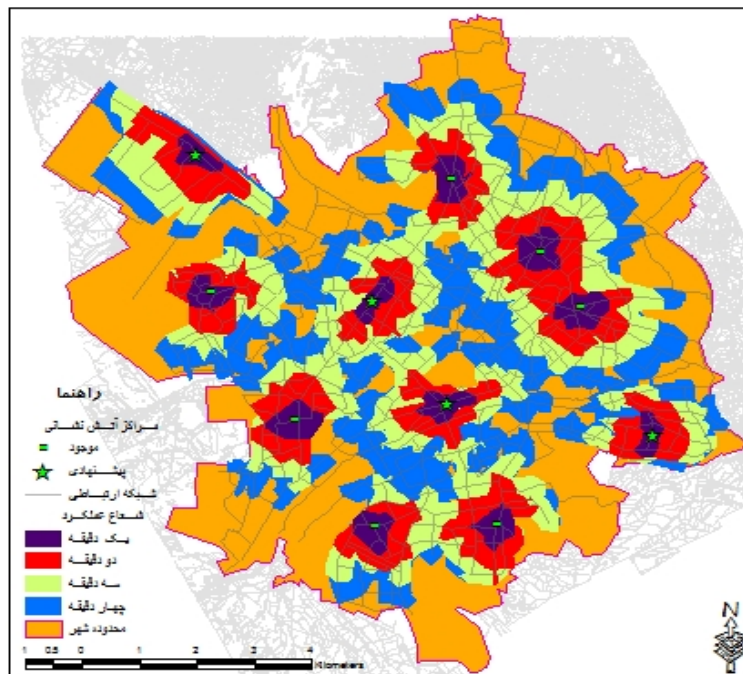 راهنما
مراکز آتش نشانی
موجود
پیشنهادی
شبکه ارتباطی
شعاع عملکرد
یک دقیقه
دو دقیقه
سه دقیقه
چهار دقیقه
محدوده شهر
1 0.5 0 1 2 3 4
Kilometers
N